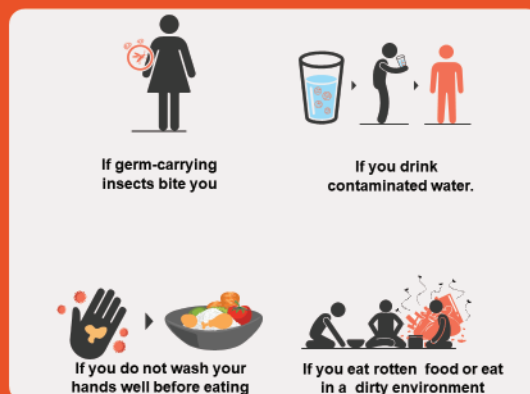 If germ-carrying
insects bite you
If you drink
contaminated water.
If you do not wash your
hands well before eating
If you eat rotten food or eat
in a dirty environment